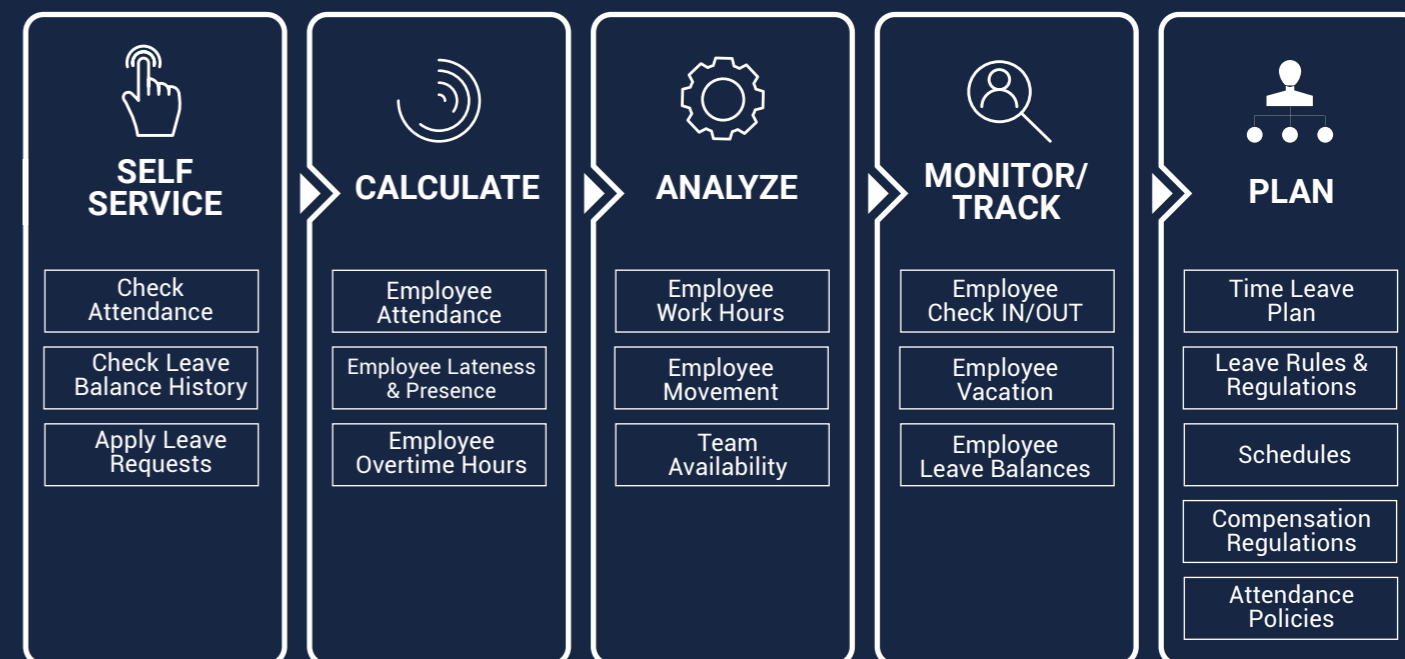 SELF
SERVICE
Check
Attendance
Check Leave
Balance History
Apply Leave
Requests
CALCULATE
Employee
Attendance
Employee Lateness
& Presence
Employee
Overtime Hours
ANALYZE
Employee
Work Hours
Employee
Movement
Team
Availability
MONITOR/
TRACK
Employee
Check IN/OUT
Employee
Vacation
Employee
Leave Balances
PLAN
Time Leave
Plan
Leave Rules &
Regulations
Schedules
Compensation
Regulations
Attendance
Policies